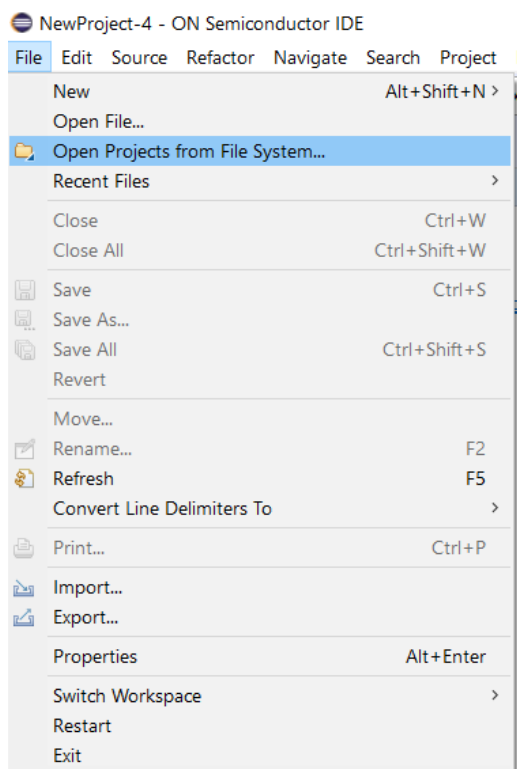 NewProject-4 - ON Semiconductor IDE
File Edit Source Refactor Navigate Search Project
New Alt+Shift+N >
Open File...
Open Projects from File System...
Recent Files >
Close Ctrl+W
Close All Ctrl+Shift+W
Save Ctrl+S
Save As...
Save All Ctrl+Shift+S
Revert
Move...
Rename... F2
Refresh F5
Convert Line Delimiters To >
Print... Ctrl+P
Import...
Export...
Properties Alt+Enter
Switch Workspace >
Restart
Exit